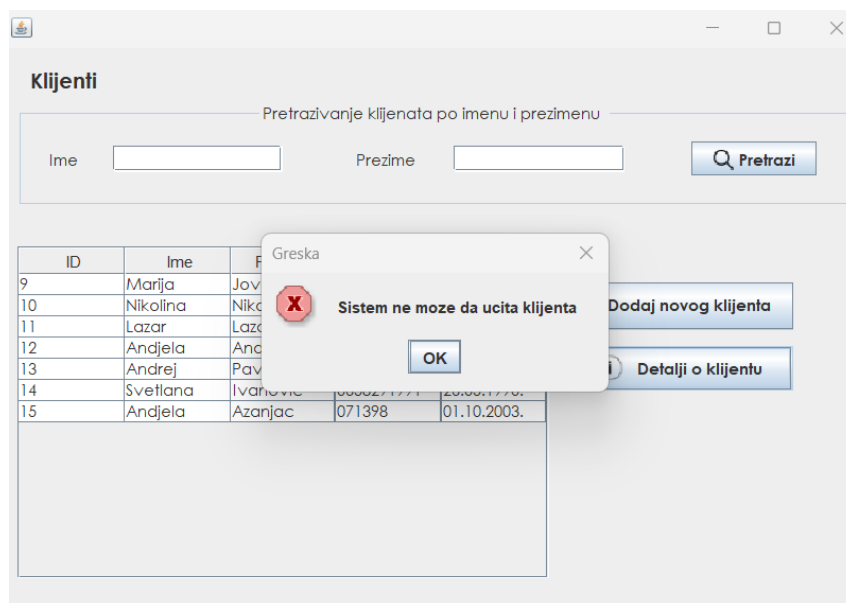 Klijenti
Pretrazivanje klijenata po imenu i prezimenu
Ime Prezime Pretrazi
ID Ime
9 Marija
10 Nikolina
11 Lazar
12 Andjela
13 Andrej
14 Svetlana Ivanovic
15 Andjela Azanjac 071398 01.10.2003.
Greska
Sistem ne moze da ucita klijenta
OK
Dodaj novog klijenta
Detalji o klijentu